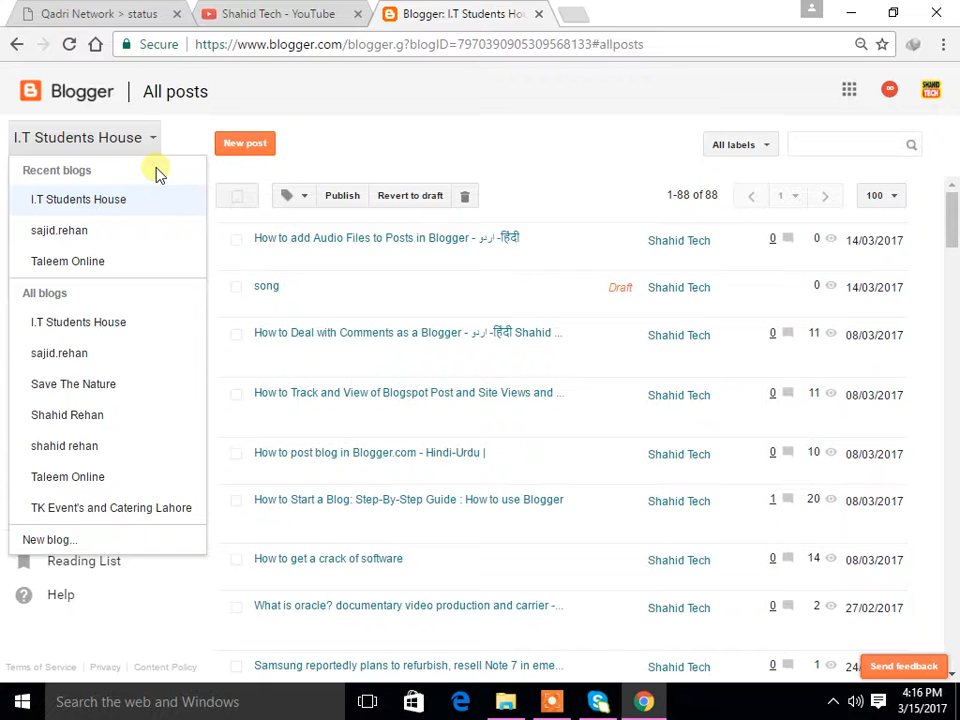 Qadri Network > status
Shahid Tech - YouTube
Blogger: I.T Students Hou
Secure
https://www.blogger.com/blogger.g?blogID=7970390905309568133#allposts
Blogger
All posts
SHAHID TECH
I.T Students House
New post
All labels
Recent blogs
I.T Students House
sajid.rehan
Taleem Online
All blogs
I.T Students House
sajid.rehan
Save The Nature
Shahid Rehan
shahid rehan
Taleem Online
TK Event's and Catering Lahore
New blog...
Reading List
Help
Terms of Service Privacy Content Policy
Publish Revert to draft 1-88 of 88 1 100
How to add Audio Files to Posts in Blogger - اردو -हिंदी Shahid Tech 0 0 14/03/2017
song Draft Shahid Tech 0 14/03/2017
How to Deal with Comments as a Blogger - اردو -हिंदी Shahid ... Shahid Tech 0 11 08/03/2017
How to Track and View of Blogspot Post and Site Views and ... Shahid Tech 0 11 08/03/2017
How to post blog in Blogger.com - Hindi-Urdu | Shahid Tech 0 10 08/03/2017
How to Start a Blog: Step-By-Step Guide : How to use Blogger Shahid Tech 1 20 08/03/2017
How to get a crack of software Shahid Tech 0 14 08/03/2017
What is oracle? documentary video production and carrier -... Shahid Tech 0 2 27/02/2017
Samsung reportedly plans to refurbish, resell Note 7 in eme... Shahid Tech 0 1 24/
Send feedback
Search the web and Windows
4:16 PM
3/15/2017